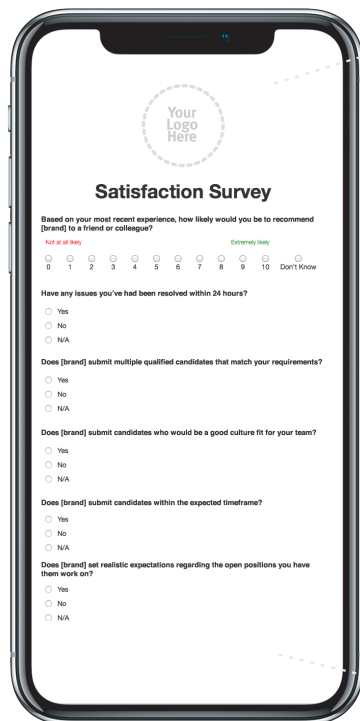 Your
Logo
Here
Satisfaction Survey
Based on your most recent experience, how likely would you be to recommend
[brand] to a friend or colleague?
Not at all likely Extremely likely
0 1 2 3 4 5 6 7 8 9 10 Don't Know
Have any issues you've had been resolved within 24 hours?
Yes
No
N/A
Does [brand] submit multiple qualified candidates that match your requirements?
Yes
No
N/A
Does [brand] submit candidates who would be a good culture fit for your team?
Yes
No
N/A
Does [brand] submit candidates within the expected timeframe?
Yes
No
N/A
Does [brand] set realistic expectations regarding the open positions you have
them work on?
Yes
No
N/A